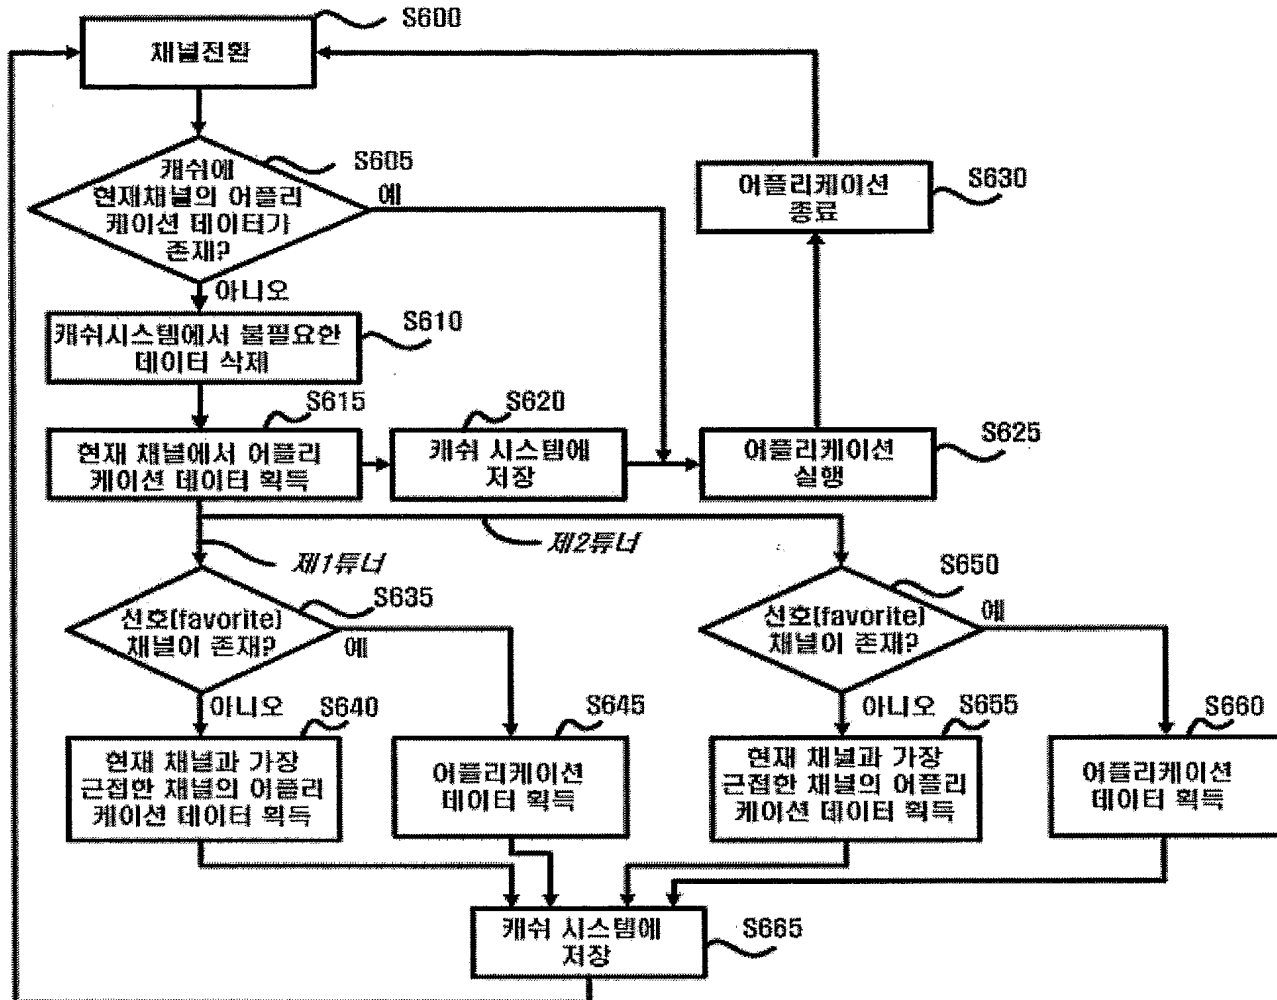 S600
채널전환
S605
캐쉬에
현재채널의 어플리
케이션 데이터가
존재?
예
아니오
S630
어플리케이션
종료
S610
캐쉬시스템에서 불필요한
데이터 삭제
S615
현재 채널에서 어플리
케이션 데이터 획득
S620
캐쉬 시스템에
저장
S625
어플리케이션
실행
제1튜너
제2튜너
S635
선호(favorite)
채널이 존재?
예
아니오
S650
선호(favorite)
채널이 존재?
예
아니오
S640
현재 채널과 가장
근접한 채널의 어플리
케이션 데이터 획득
S645
어플리케이션
데이터 획득
S655
현재 채널과 가장
근접한 채널의 어플리
케이션 데이터 획득
S660
어플리케이션
데이터 획득
캐쉬 시스템에
저장
S665